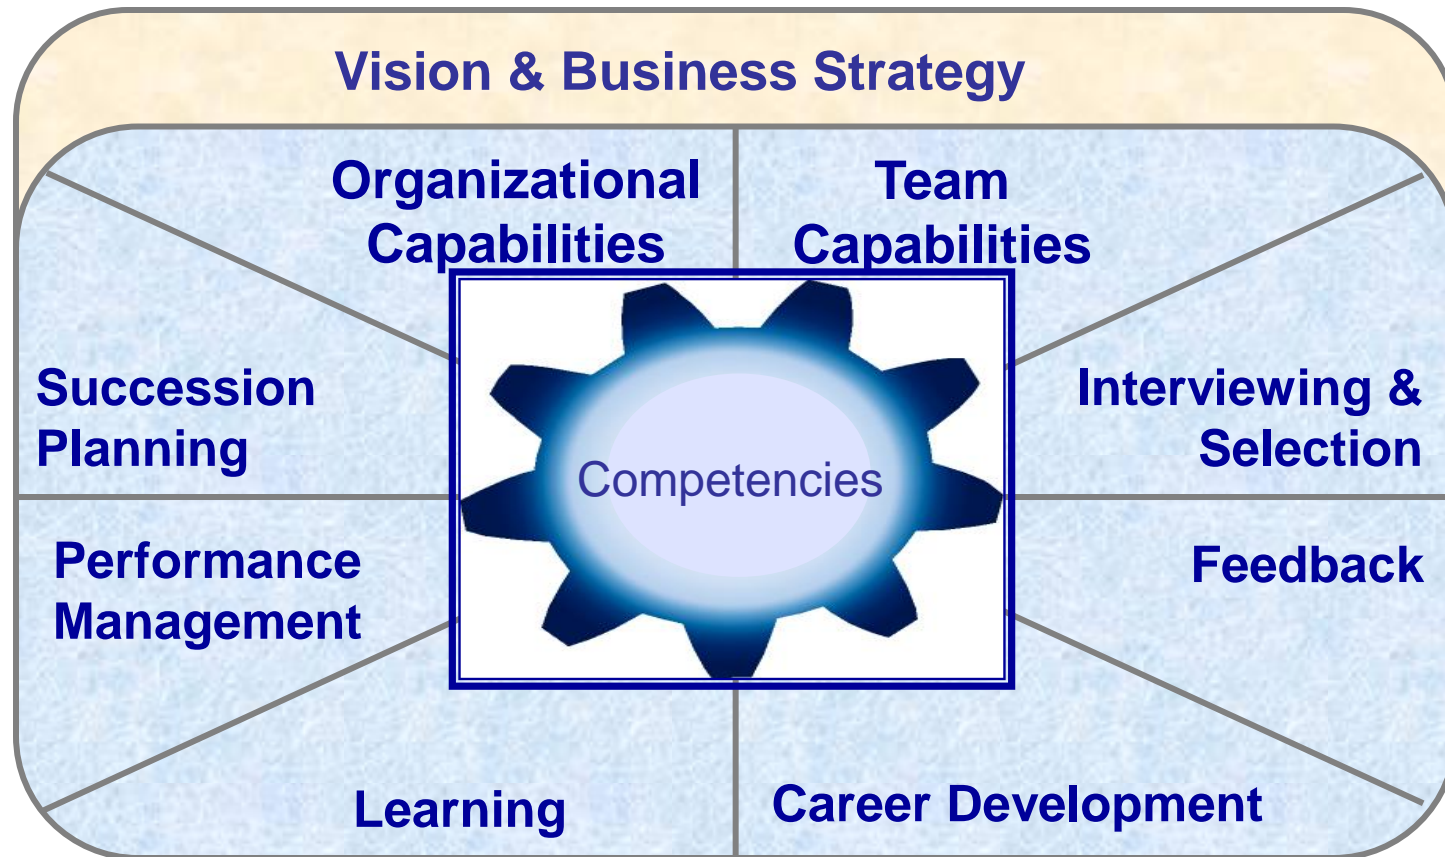 Vision & Business Strategy
Organizational
Capabilities
Team
Capabilities
Succession
Planning
Interviewing &
Selection
Competencies
Performance
Management
Feedback
Learning
Career Development